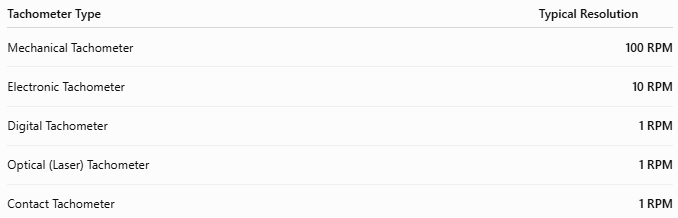 Tachometer Type Typical Resolution
Mechanical Tachometer 100 RPM
Electronic Tachometer 10 RPM
Digital Tachometer 1 RPM
Optical (Laser) Tachometer 1 RPM
Contact Tachometer 1 RPM